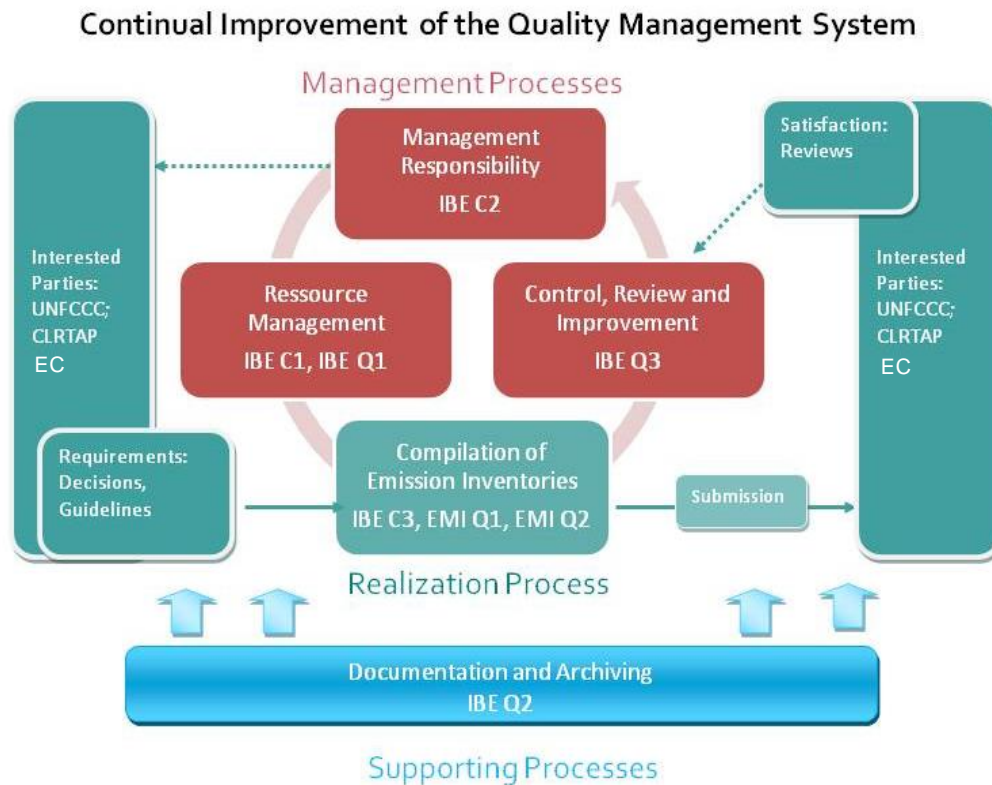 Continual Improvement of the Quality Management System
Management Processes
Management
Responsibility
IBE C2
Satisfaction:
Reviews
Interested
Parties:
UNFCCC;
CLRTAP
EC
Ressource
Management
IBE C1, IBE Q1
Control, Review and
Improvement
IBE Q3
Interested
Parties:
UNFCCC;
CLRTAP
EC
Requirements:
Decisions,
Guidelines
Compilation of
Emission Inventories
IBE C3, EMI Q1, EMI Q2
Submission
Realization Process
Documentation and Archiving
IBE Q2
Supporting Processes